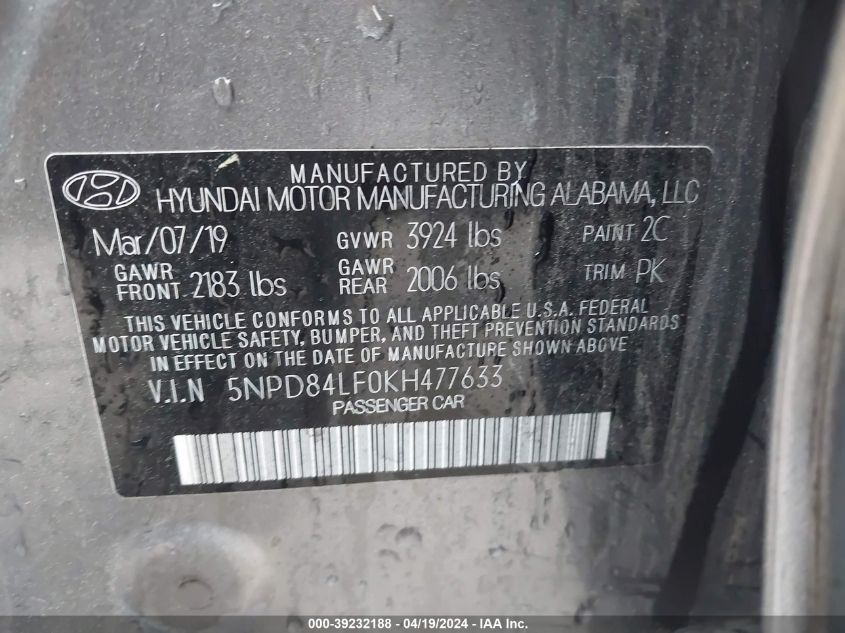 MANUFACTURED BY
HYUNDAI MOTOR MANUFACTURING ALABAMA, LLC
Mar/07/19 GVWR 3924 lbs PAINT 2C
GAWR FRONT 2183 lbs GAWR REAR 2006 lbs TRIM PK
THIS VEHICLE CONFORMS TO ALL APPLICABLE U.S.A. FEDERAL
MOTOR VEHICLE SAFETY, BUMPER, AND THEFT PREVENTION STANDARDS
IN EFFECT ON THE DATE OF MANUFACTURE SHOWN ABOVE
V.I.N 5NPD84LF0KH477633
PASSENGER CAR
000-39232188 - 04/19/2024 - IAA Inc.